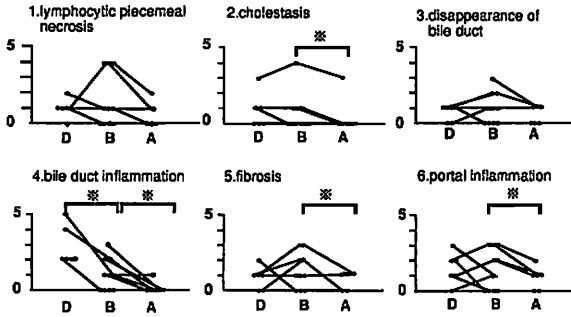 1.lymphocytic piecemeal
necrosis
2.cholestasis
3.disappearance of
bile duct
※
5
5
5
0
0
0
D B A
D B A
D B A
4.bile duct inflammation
5.fibrosis
6.portal inflammation
※ ※
※
※
5
5
5
0
0
0
D B A
D B A
D B A